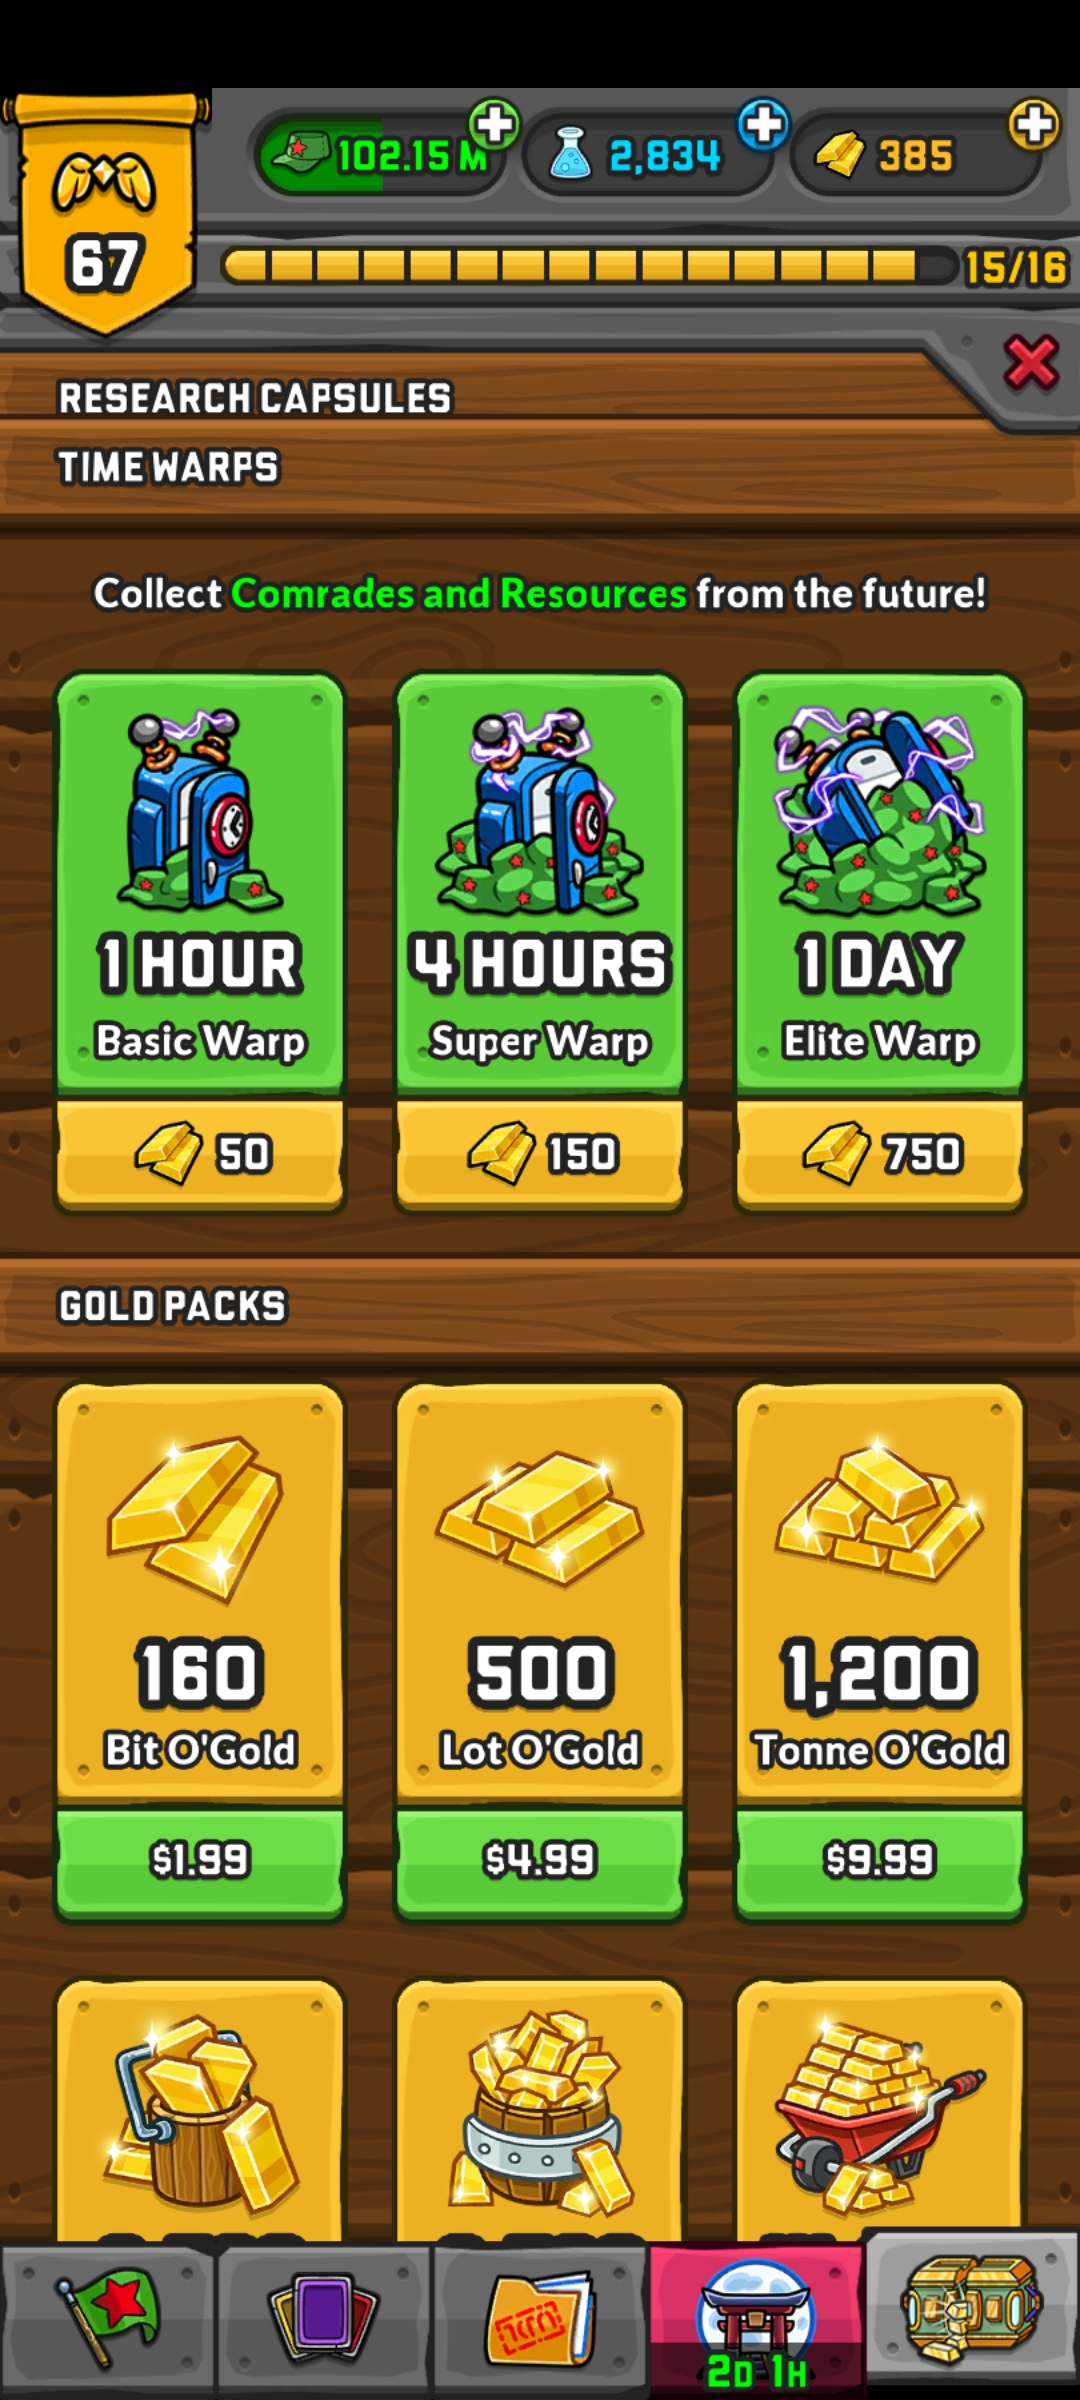 102.15 M
2,834
385
67
15/16
RESEARCH CAPSULES
TIME WARPS
Collect Comrades and Resources from the future!
1 HOUR
Basic Warp
50
4 HOURS
Super Warp
150
1 DAY
Elite Warp
750
GOLD PACKS
160
Bit O'Gold
$1.99
500
Lot O'Gold
$4.99
1,200
Tonne O'Gold
$9.99
2D 1H